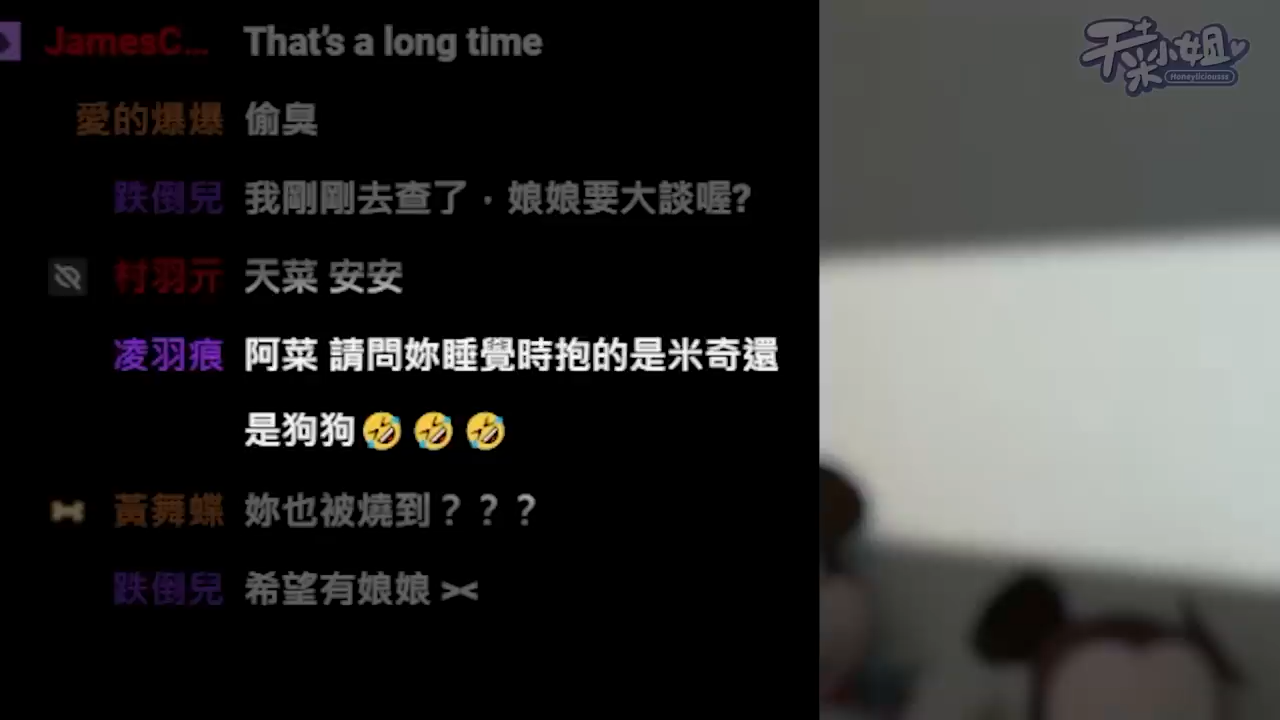 JamesC... That's a long time
愛的爆爆 偷臭
跌倒兒 我剛剛去查了，娘娘要大談喔?
村羽亓 天菜 安安
凌羽痕 阿菜 請問妳睡覺時抱的是米奇還
是狗狗🤣🤣🤣
黃舞蝶 妳也被燒到？？？
跌倒兒 希望有娘娘 ><
天菜小姐
Honeyliciousss